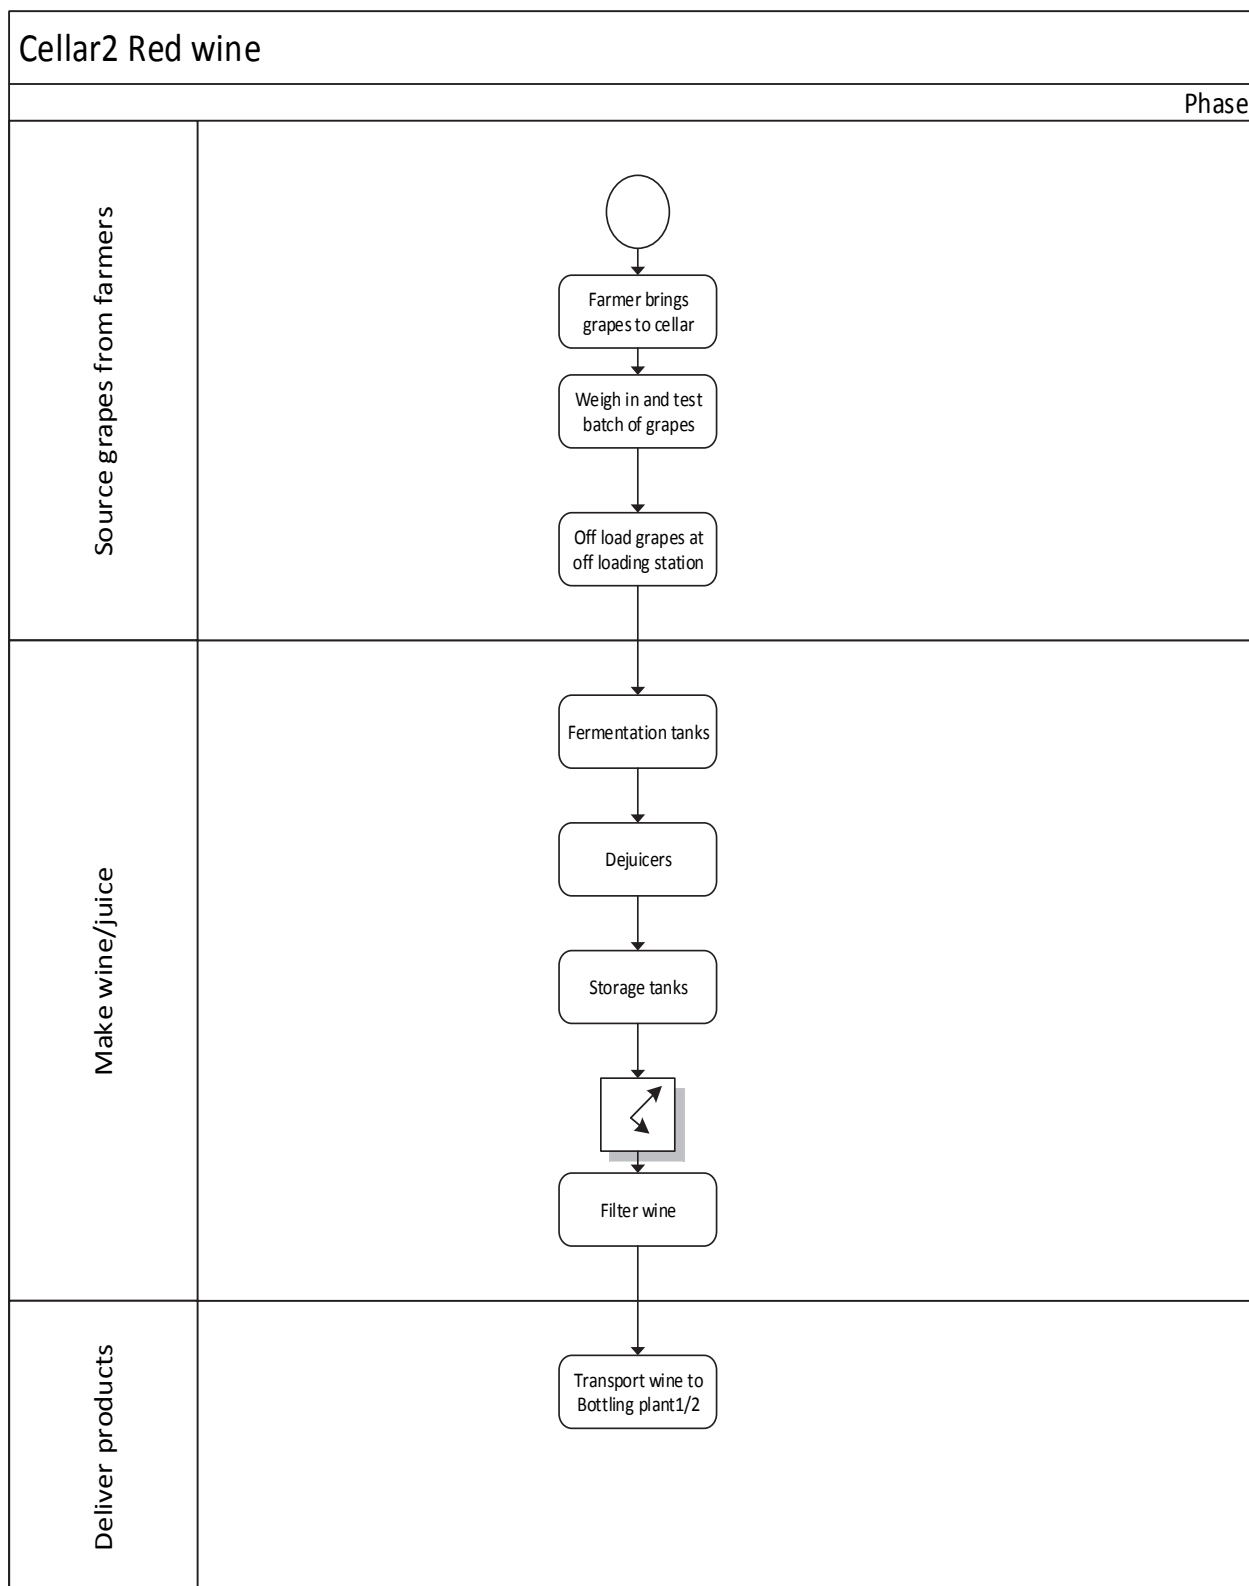 Cellar2 Red wine
Phase
Source grapes from farmers
Farmer brings
grapes to cellar
Weigh in and test
batch of grapes
Off load grapes at
off loading station
Make wine/juice
Fermentation tanks
Dejuicers
Storage tanks
Filter wine
Deliver products
Transport wine to
Bottling plant1/2